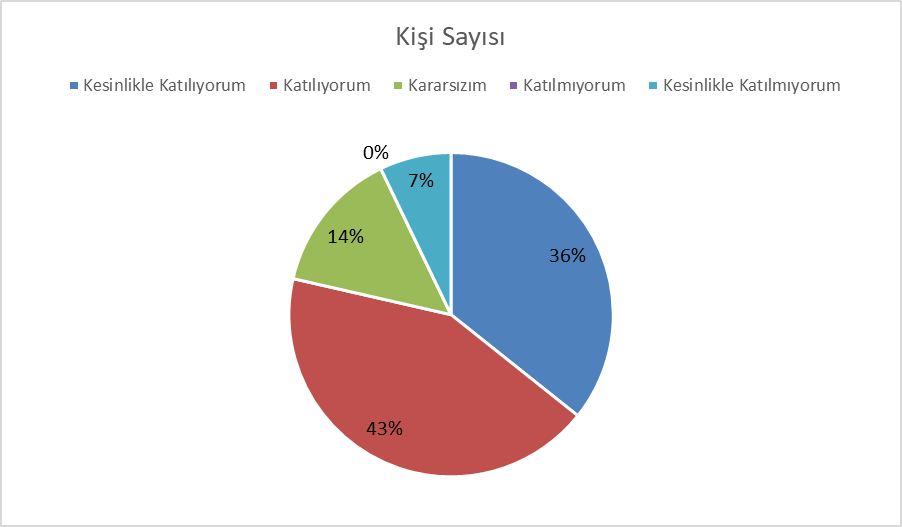 Kişi Sayısı
Kesinlikle Katılıyorum Katılıyorum Kararsızım Katılmıyorum Kesinlikle Katılmıyorum
0%
7%
14%
36%
43%